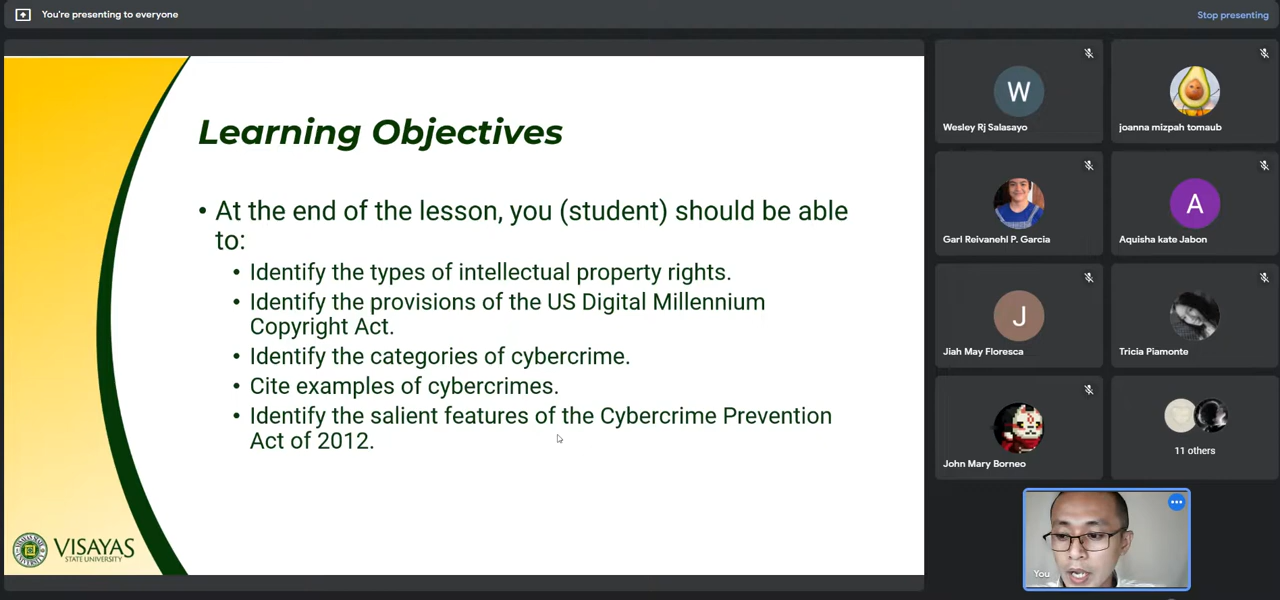 You're presenting to everyone
Stop presenting
Learning Objectives
• At the end of the lesson, you (student) should be able
to:
• Identify the types of intellectual property rights.
• Identify the provisions of the US Digital Millennium
Copyright Act.
• Identify the categories of cybercrime.
• Cite examples of cybercrimes.
• Identify the salient features of the Cybercrime Prevention
Act of 2012.
VISAYAS
STATE UNIVERSITY
W
Wesley Rj Salasayo
joanna mizpah tomaub
Garl Reivanehl P. Garcia
A
Aquisha kate Jabon
J
Jiah May Floresca
Tricia Piamonte
John Mary Borneo
11 others
You